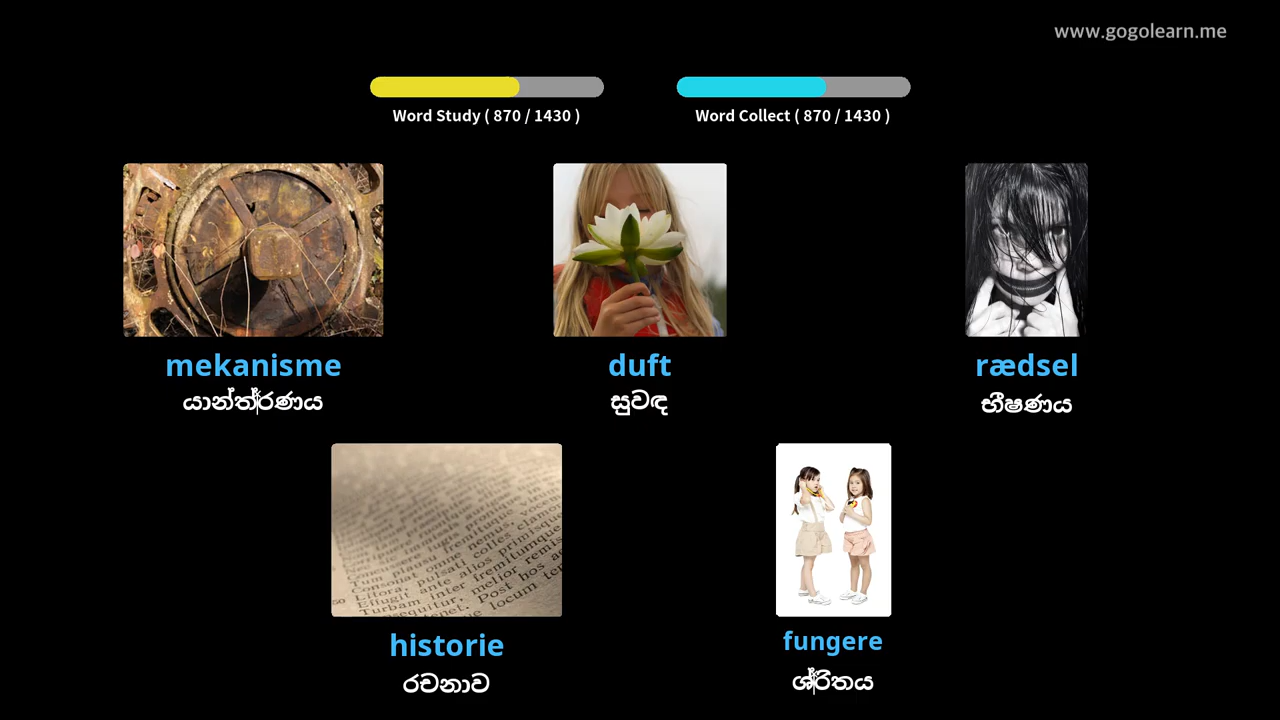 www.gogolearn.me
Word Study ( 870 / 1430 )
Word Collect ( 870 / 1430 )
mekanisme
යාන්ත්‍රණය
duft
සුවඳ
rædsel
භීෂණය
historie
රචනාව
fungere
ශ්‍රිතය